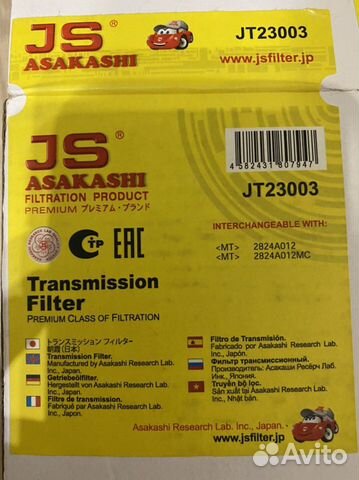 JS®
ASAKASHI
JT23003
www.jsfilter.jp
JS®
ASAKASHI
FILTRATION PRODUCT
PREMIUM プレミアム・ブランド
4 582431 807947
JT23003
INTERCHANGEABLE WITH:
<MT> 2824A012
<MT> 2824A012MC
EAC
Transmission
Filter
PREMIUM CLASS OF FILTRATION
トランスミッション フィルター
Transmission Filter.
Manufactured by Asakashi Research Lab.
Inc., Japan.
Getriebeölfilter.
Hergestellt von Asakashi Research Lab.
Inc., Japan.
Filtre de transmission.
Fabriqué par Asakashi Research Lab.
Inc., Japan.
Filtro de Trasmisión.
Fabricado por Asakashi Research Lab.
Inc., Japón.
Фильтр трансмиссионный.
Производитель: Асакаси Ресёрч Лаб.
Инк., Япония.
Truyền bộ lọc.
Sản xuất tại Asakashi Research Lab.
Inc., Nhật bản.
Asakashi Research Lab. Inc., Japan.
www.jsfilter.jp
Avito